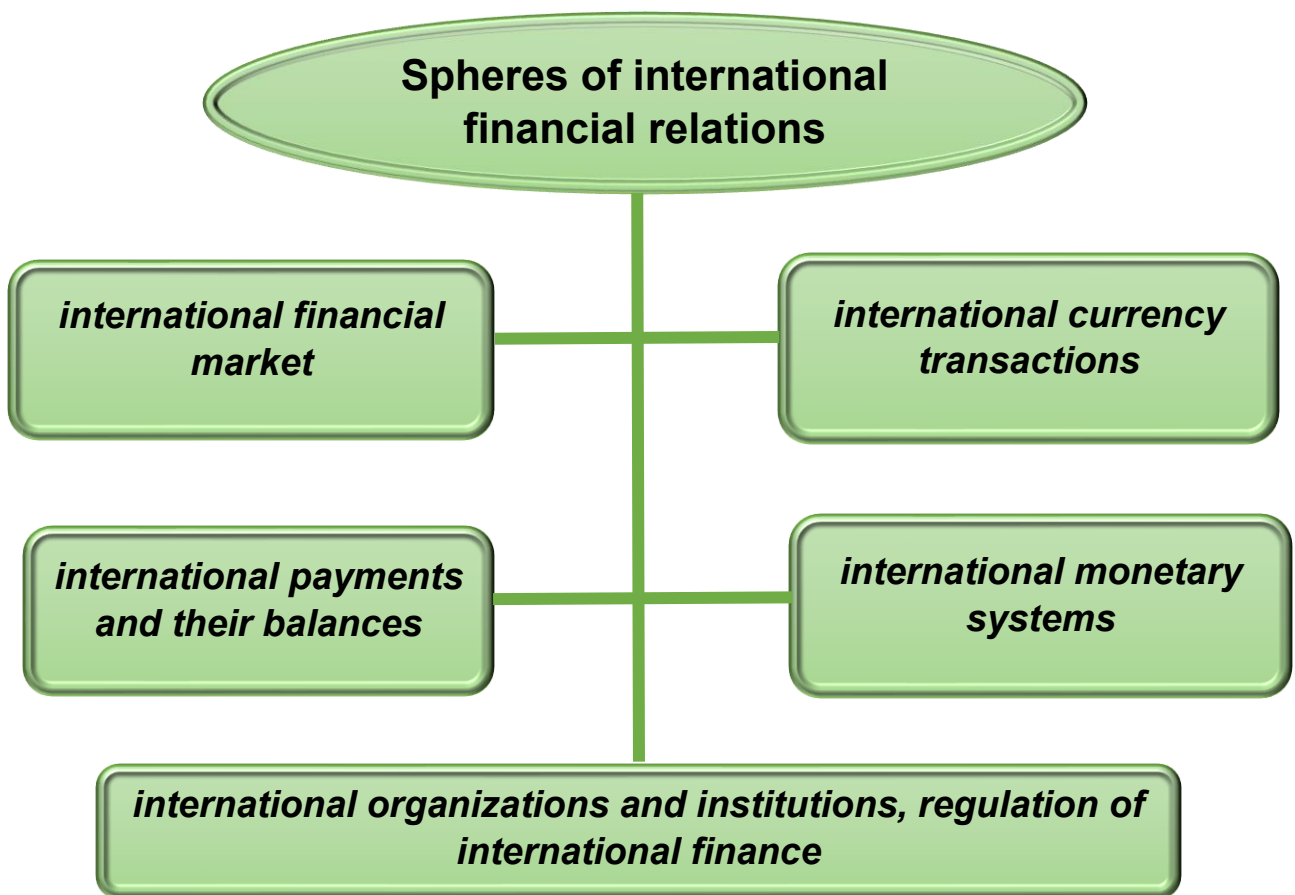 Spheres of international
financial relations
international financial
market
international currency
transactions
international payments
and their balances
international monetary
systems
international organizations and institutions, regulation of
international finance